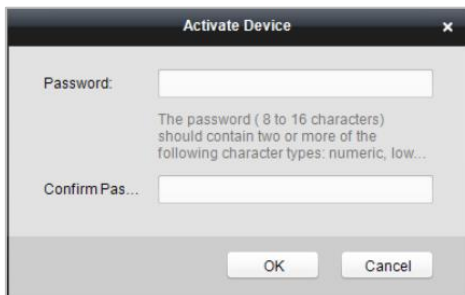 Activate Device
Password:
The password ( 8 to 16 characters)
should contain two or more of the
following character types: numeric, low...
Confirm Pas...
OK
Cancel